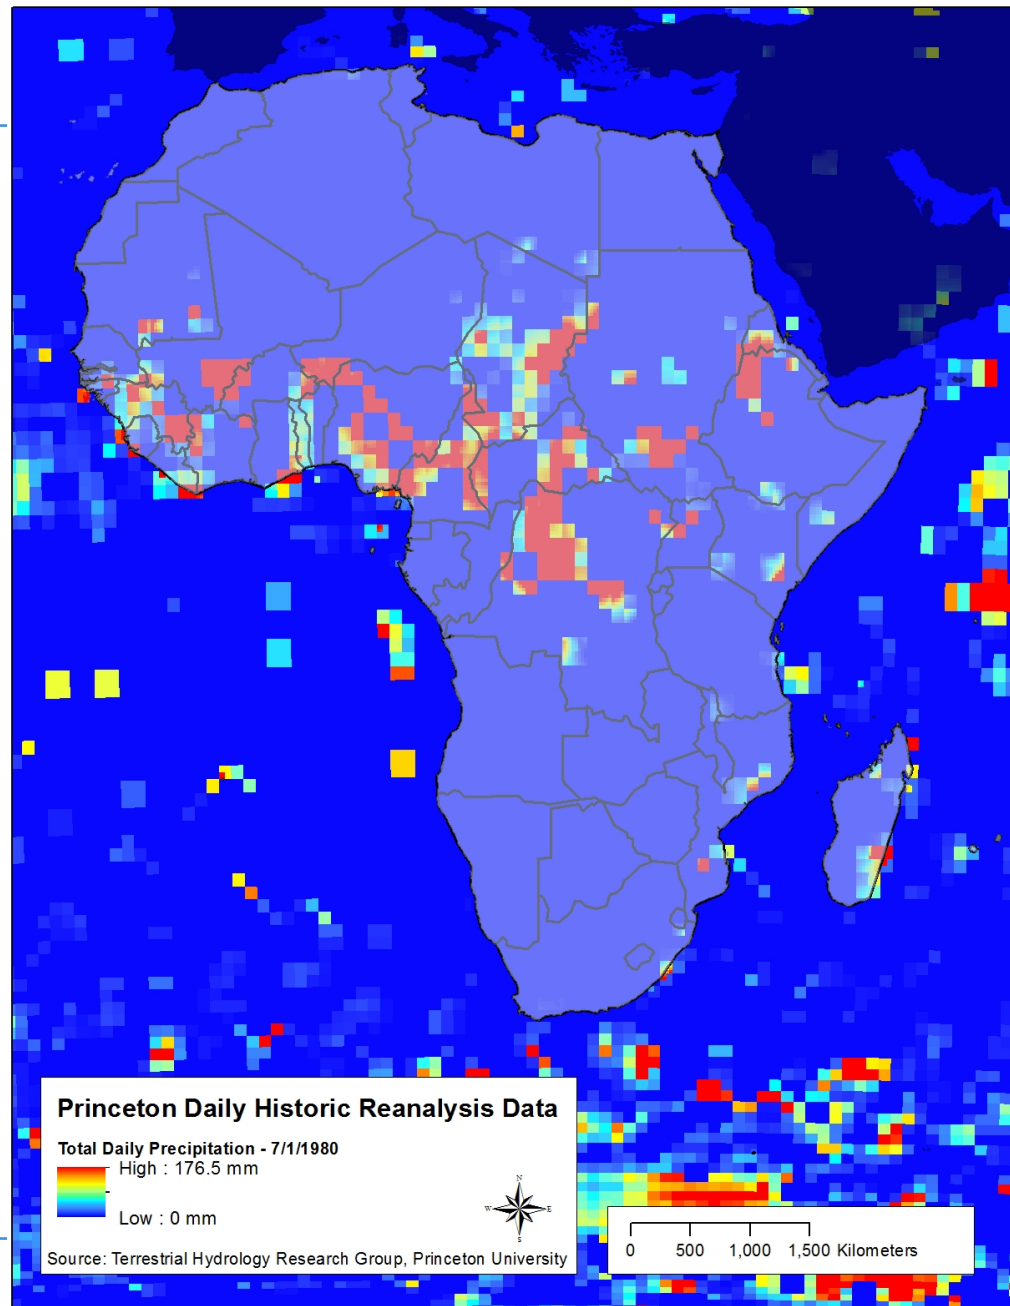 Princeton Daily Historic Reanalysis Data
Total Daily Precipitation - 7/1/1980
High : 176.5 mm
Low : 0 mm
N
W E
S
Source: Terrestrial Hydrology Research Group, Princeton University
0 500 1,000 1,500 Kilometers